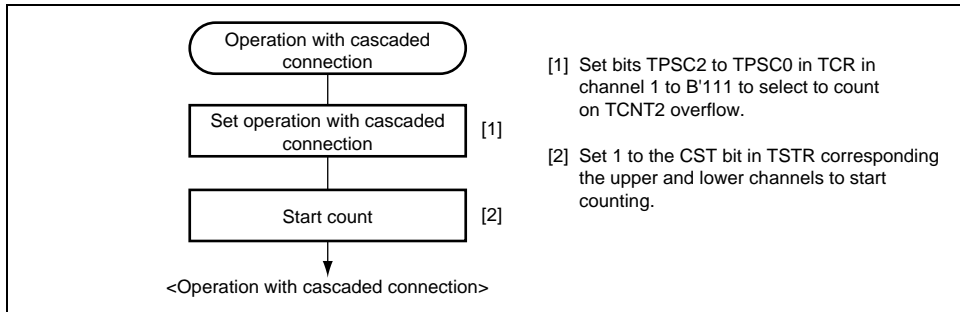 Operation with cascaded
connection
Set operation with cascaded
connection
[1]
Start count
[2]
<Operation with cascaded connection>
[1] Set bits TPSC2 to TPSC0 in TCR in
channel 1 to B'111 to select to count
on TCNT2 overflow.
[2] Set 1 to the CST bit in TSTR corresponding
the upper and lower channels to start
counting.